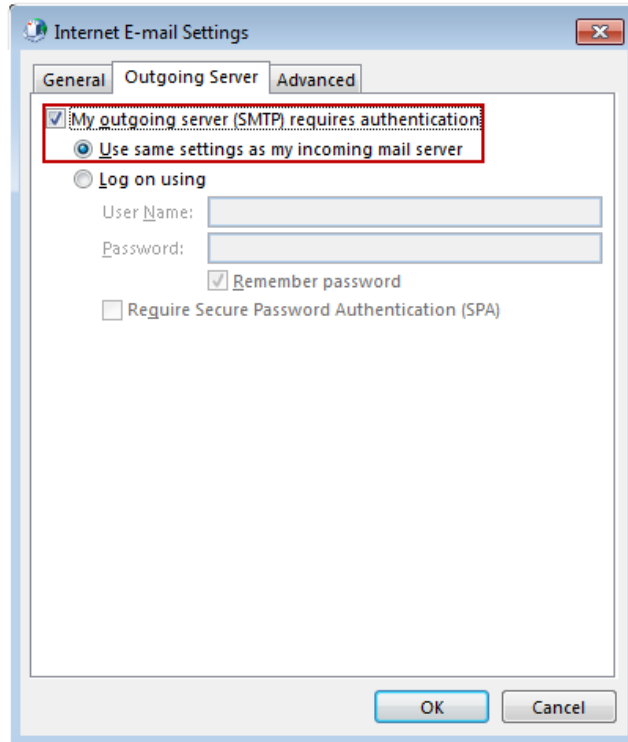 Internet E-mail Settings
General Outgoing Server Advanced
My outgoing server (SMTP) requires authentication
Use same settings as my incoming mail server
Log on using
User Name:
Password:
Remember password
Require Secure Password Authentication (SPA)
OK Cancel